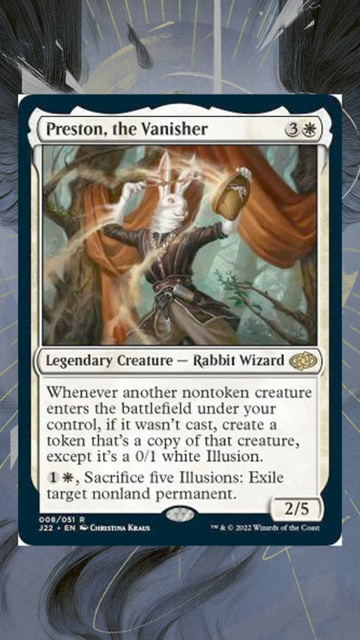 Preston, the Vanisher 3
Legendary Creature — Rabbit Wizard
Whenever another nontoken creature
enters the battlefield under your
control, if it wasn't cast, create a
token that's a copy of that creature,
except it's a 0/1 white Illusion.
1, Sacrifice five Illusions: Exile
target nonland permanent.
2/5
008/051 R
J22 • EN Christina Kraus
™ & © 2022 Wizards of the Coast